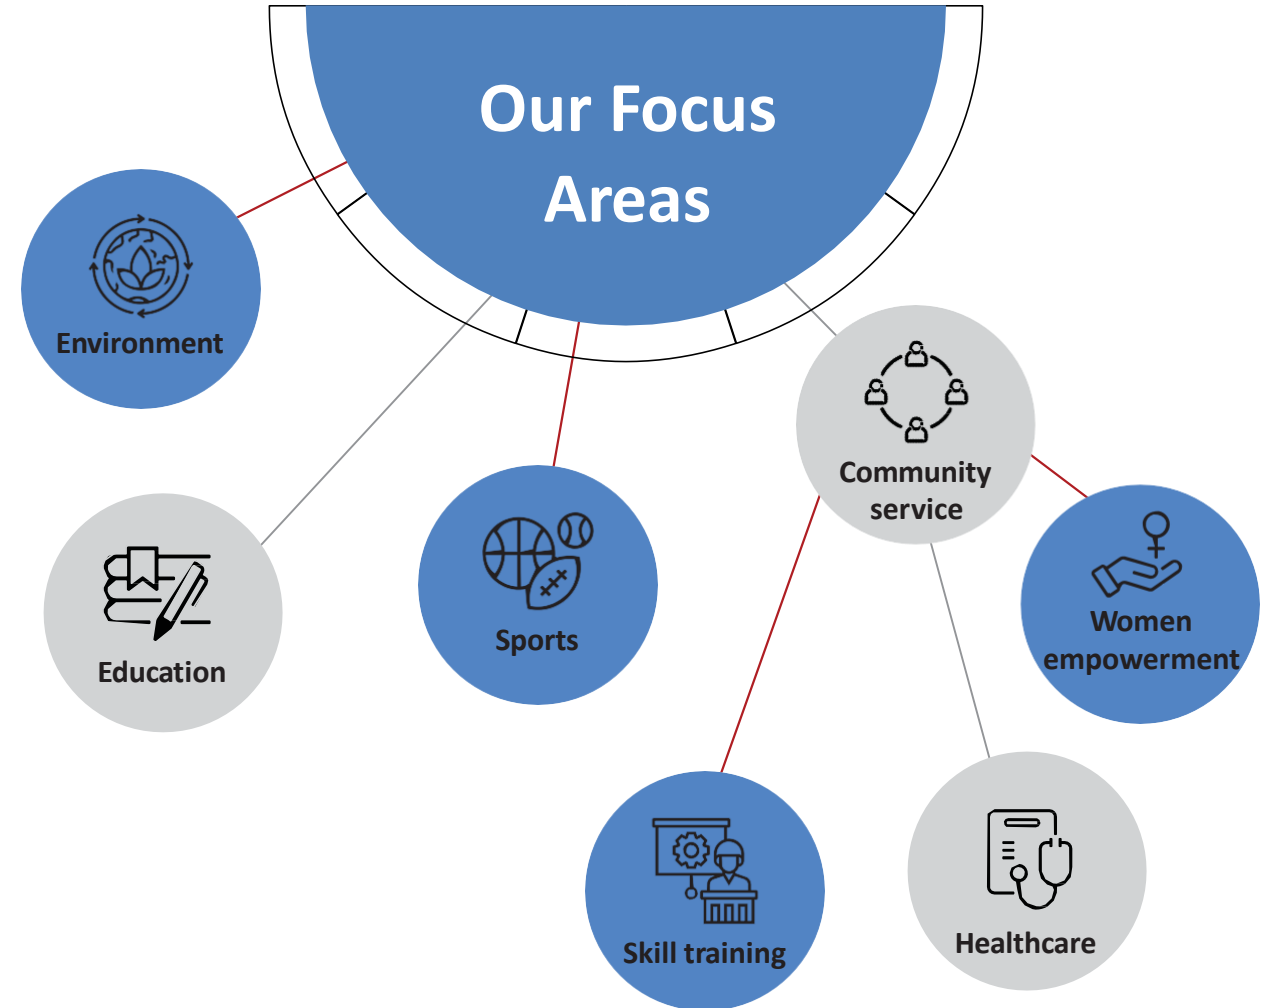 Our Focus
Areas
Environment
Community
service
Women
empowerment
Sports
Education
Skill training
Healthcare